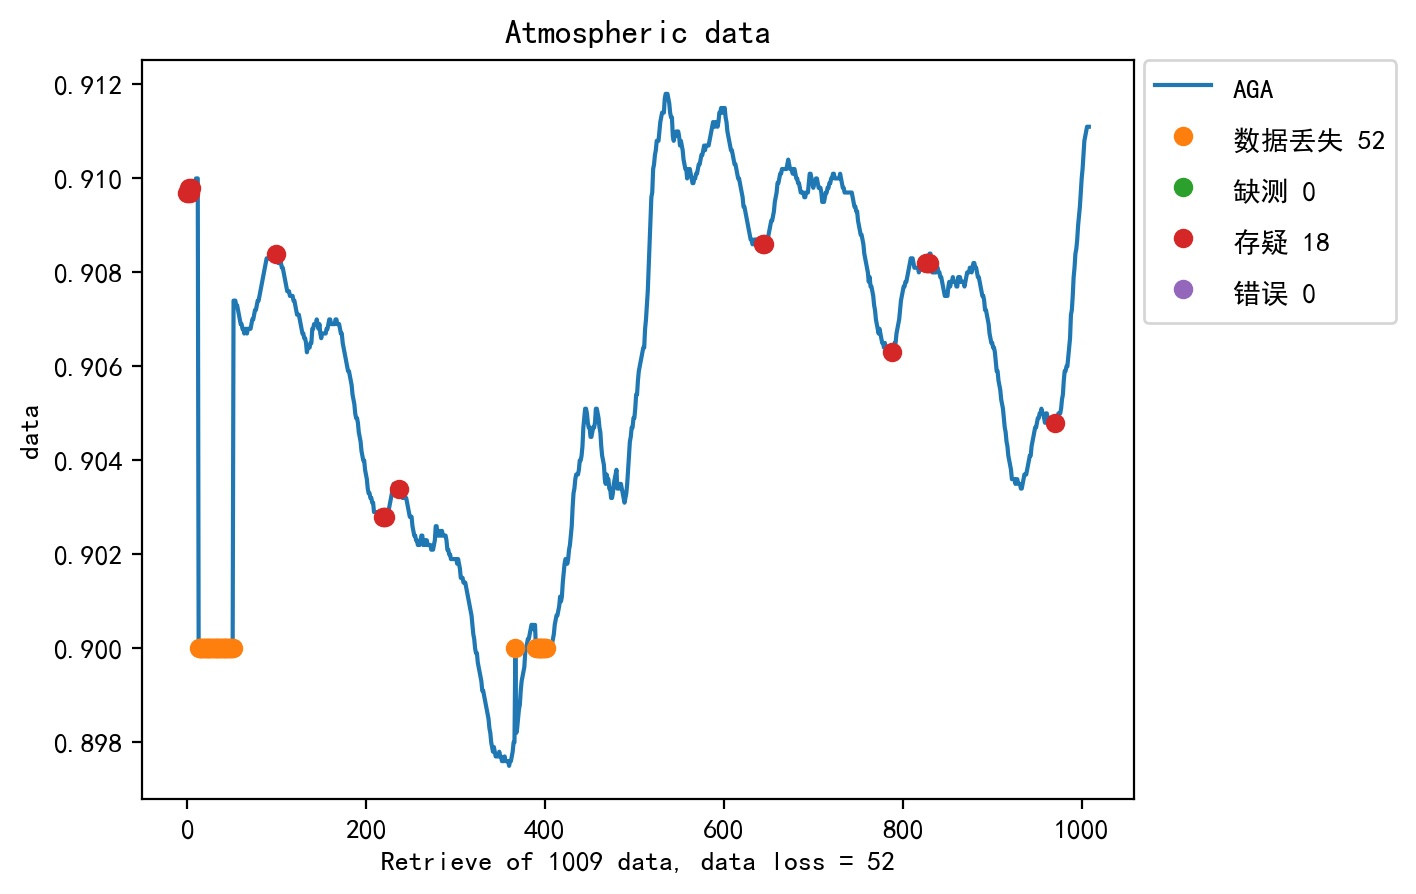 Atmospheric data
AGA
数据丢失 52
缺测 0
存疑 18
错误 0
data
0.912
0.910
0.908
0.906
0.904
0.902
0.900
0.898
0
200
400
600
800
1000
Retrieve of 1009 data, data loss = 52